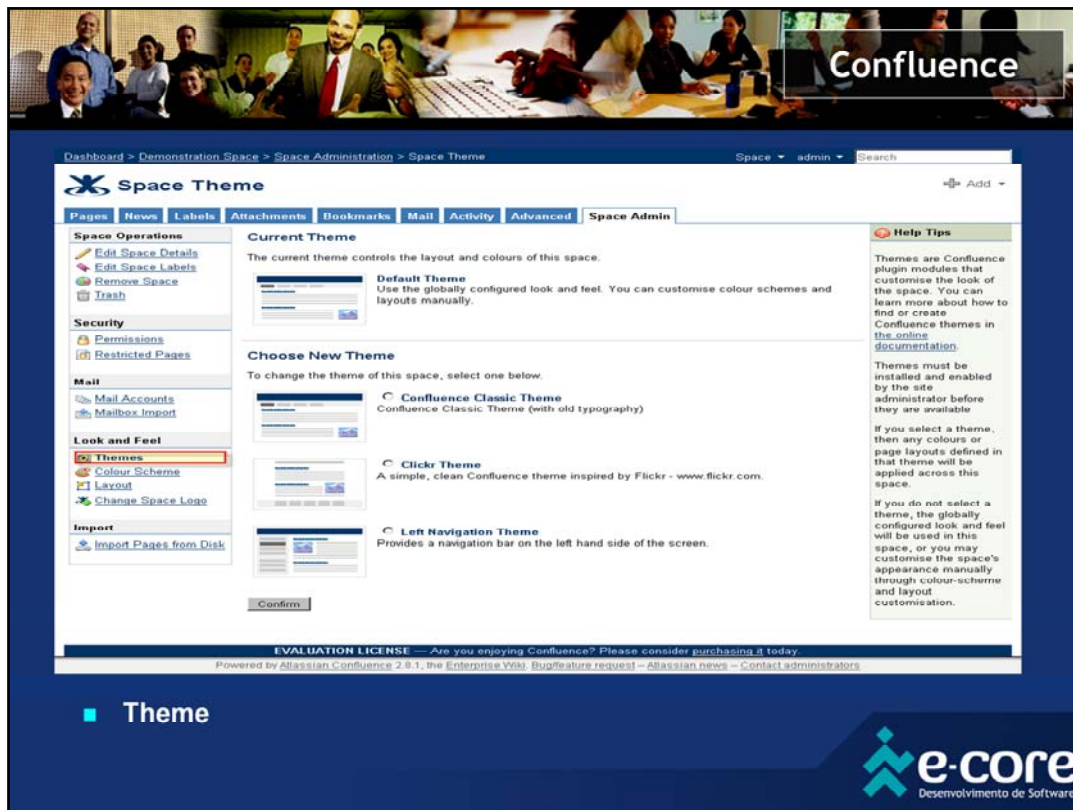 Confluence
Dashboard > Demonstration Space > Space Administration > Space Theme
Space admin Search
Space Theme
Add
Pages News Labels Attachments Bookmarks Mail Activity Advanced Space Admin
Space Operations
Edit Space Details
Edit Space Labels
Remove Space
Trash
Security
Permissions
Restricted Pages
Mail
Mail Accounts
Mailbox Import
Look and Feel
Themes
Colour Scheme
Layout
Change Space Logo
Import
Import Pages from Disk
Current Theme
The current theme controls the layout and colours of this space.
Default Theme
Use the globally configured look and feel. You can customise colour schemes and
layouts manually.
Choose New Theme
To change the theme of this space, select one below.
Confluence Classic Theme
Confluence Classic Theme (with old typography)
Clickr Theme
A simple, clean Confluence theme inspired by Flickr - www.flickr.com.
Left Navigation Theme
Provides a navigation bar on the left hand side of the screen.
Confirm
Help Tips
Themes are Confluence
plugin modules that
customise the look of
the space. You can
learn more about how to
find or create
Confluence themes in
the online
documentation.
Themes must be
installed and enabled
by the site
administrator before
they are available
If you select a theme,
then any colours or
page layouts defined in
that theme will be
applied across this
space.
If you do not select a
theme, the globally
configured look and feel
will be used in this
space, or you may
customise the space's
appearance manually
through colour-scheme
and layout
customisation.
EVALUATION LICENSE — Are you enjoying Confluence? Please consider purchasing it today.
Powered by Atlassian Confluence 2.8.1, the Enterprise Wiki. Bug/feature request – Atlassian news – Contact administrators
Theme
e-core
Desenvolvimento de Software